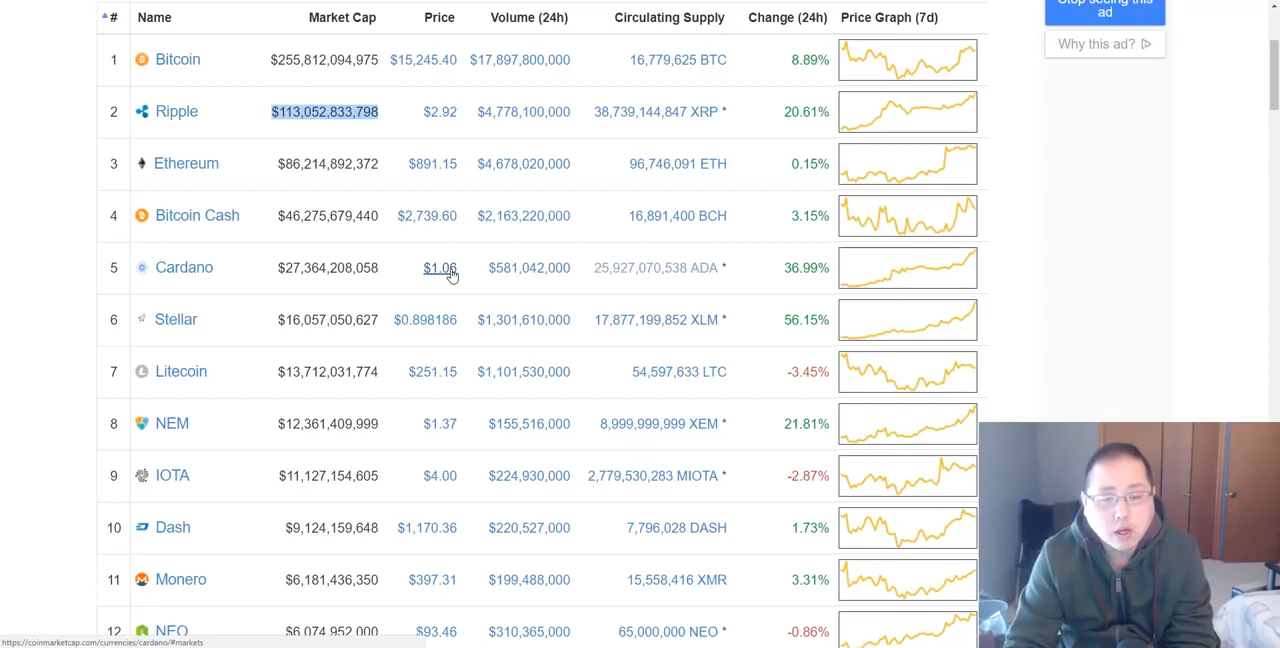 # Name Market Cap Price Volume (24h) Circulating Supply Change (24h) Price Graph (7d)
Stop seeing this
ad
Why this ad?
1 Bitcoin $255,812,094,975 $15,245.40 $17,897,800,000 16,779,625 BTC 8.89%
2 Ripple $113,052,833,798 $2.92 $4,778,100,000 38,739,144,847 XRP * 20.61%
3 Ethereum $86,214,892,372 $891.15 $4,678,020,000 96,746,091 ETH 0.15%
4 Bitcoin Cash $46,275,679,440 $2,739.60 $2,163,220,000 16,891,400 BCH 3.15%
5 Cardano $27,364,208,058 $1.06 $581,042,000 25,927,070,538 ADA * 36.99%
6 Stellar $16,057,050,627 $0.898186 $1,301,610,000 17,877,199,852 XLM * 56.15%
7 Litecoin $13,712,031,774 $251.15 $1,101,530,000 54,597,633 LTC -3.45%
8 NEM $12,361,409,999 $1.37 $155,516,000 8,999,999,999 XEM * 21.81%
9 IOTA $11,127,154,605 $4.00 $224,930,000 2,779,530,283 MIOTA * -2.87%
10 Dash $9,124,159,648 $1,170.36 $220,527,000 7,796,028 DASH 1.73%
11 Monero $6,181,436,350 $397.31 $199,488,000 15,558,416 XMR 3.31%
12 NEO $6,074,952,000 $93.46 $310,365,000 65,000,000 NEO * -0.86%
https://coinmarketcap.com/currencies/cardano/#markets